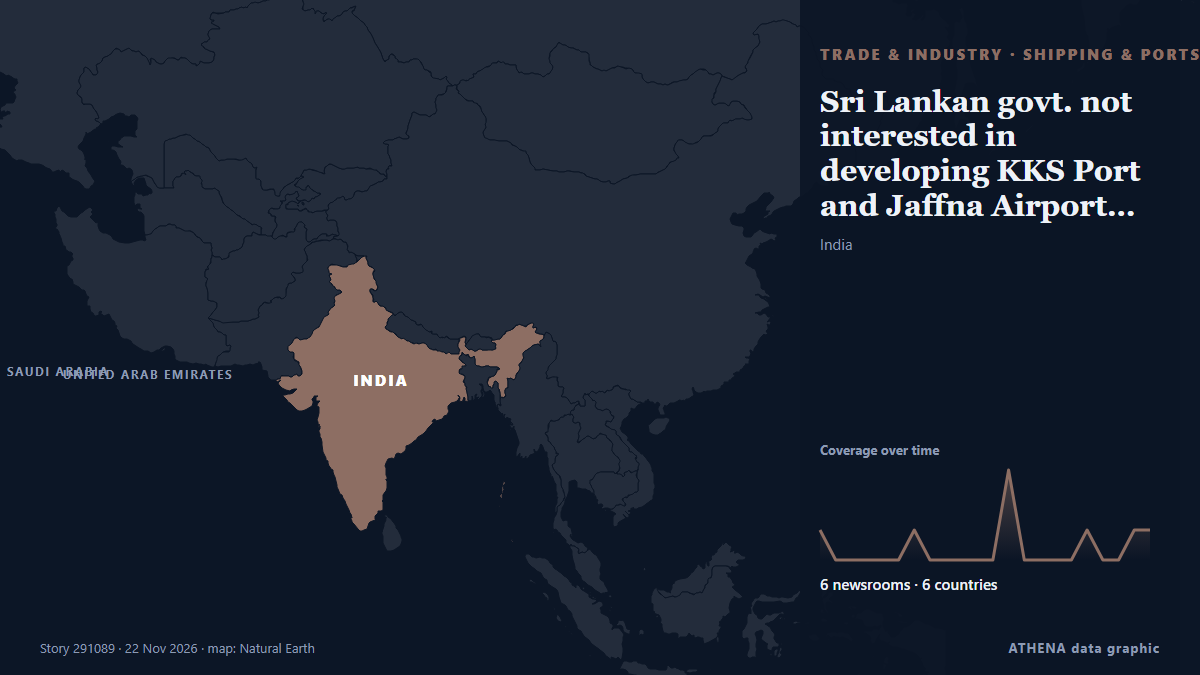 TRADE & INDUSTRY · SHIPPING & PORTS
Sri Lankan govt. not
interested in
developing KKS Port
and Jaffna Airport...
India
SAUDI ARABIA
UNITED ARAB EMIRATES
INDIA
Coverage over time
6 newsrooms · 6 countries
Story 291089 · 22 Nov 2026 · map: Natural Earth
ATHENA data graphic